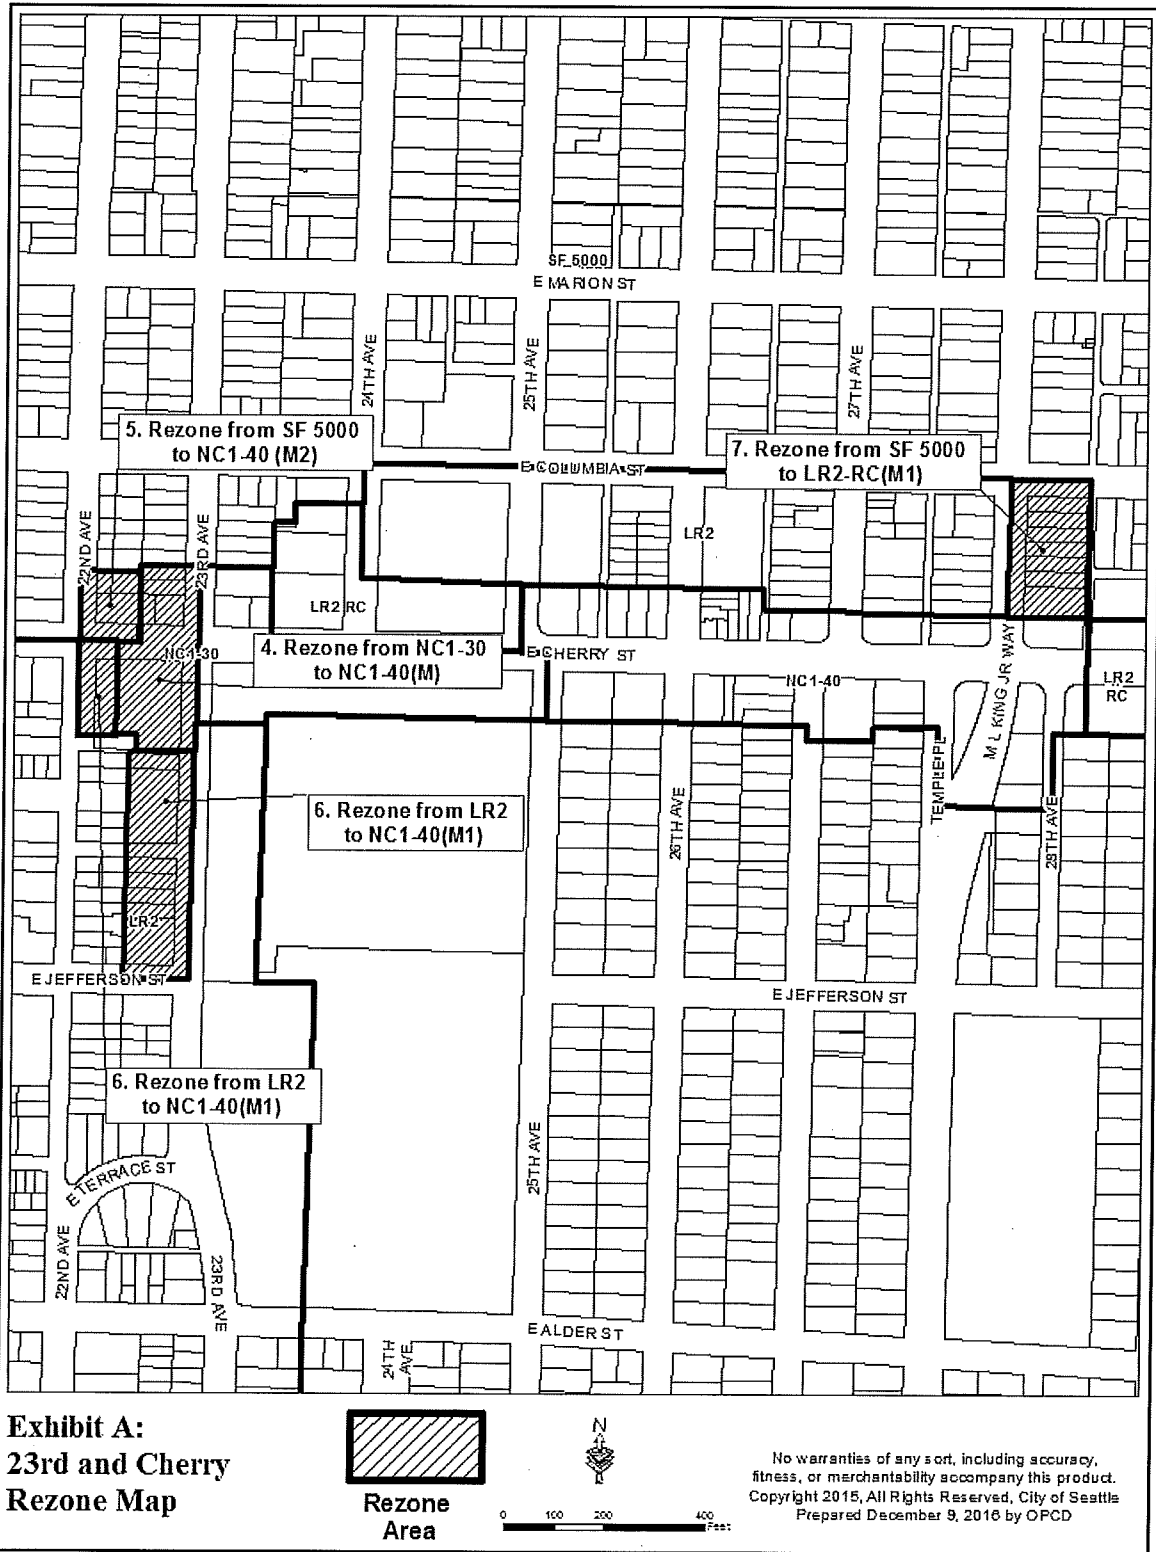 SF 5000
E MARION ST
24TH AVE
25TH AVE
27TH AVE
5. Rezone from SF 5000
to NC1-40 (M2)
7. Rezone from SF 5000
to LR2-RC(M1)
E COLUMBIA ST
22ND AVE
23RD AVE
LR2
LR2 RC
NC1-30
4. Rezone from NC1-30
to NC1-40(M)
E CHERRY ST
NC1-40
M L KING JR WAY
LR2
RC
TEMPLE PL
26TH AVE
28TH AVE
6. Rezone from LR2
to NC1-40(M1)
LR2
E JEFFERSON ST
E JEFFERSON ST
6. Rezone from LR2
to NC1-40(M1)
E TERRACE ST
25TH AVE
22ND AVE
23RD AVE
E ALDER ST
24TH
AVE
Exhibit A:
23rd and Cherry
Rezone Map
Rezone
Area
N
0 100 200 400
Feet
No warranties of any sort, including accuracy,
fitness, or merchantability accompany this product.
Copyright 2015, All Rights Reserved, City of Seattle
Prepared December 9, 2016 by OPCD